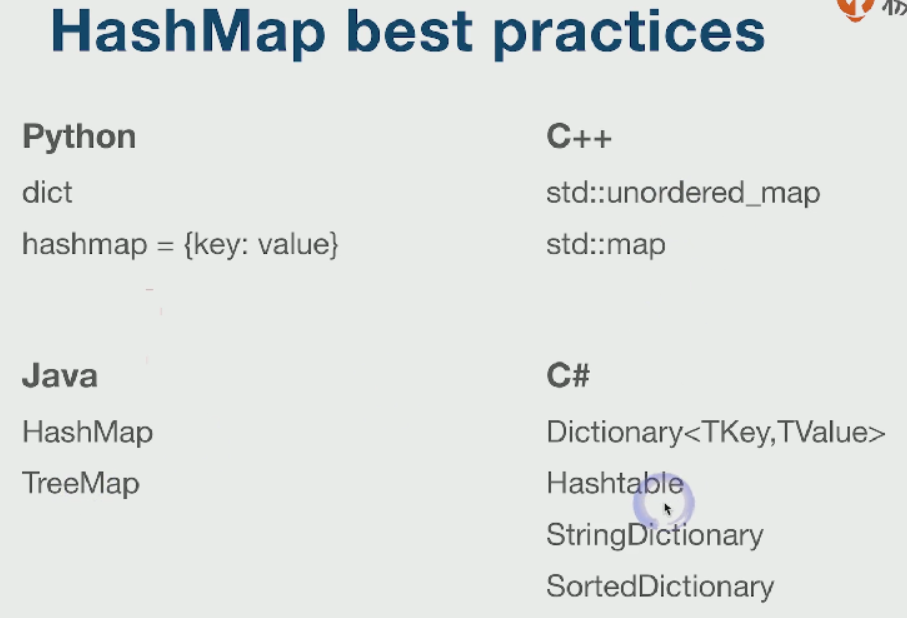 HashMap best practices
Python
dict
hashmap = {key: value}
C++
std::unordered_map
std::map
Java
HashMap
TreeMap
C#
Dictionary<TKey,TValue>
Hashtable
StringDictionary
SortedDictionary